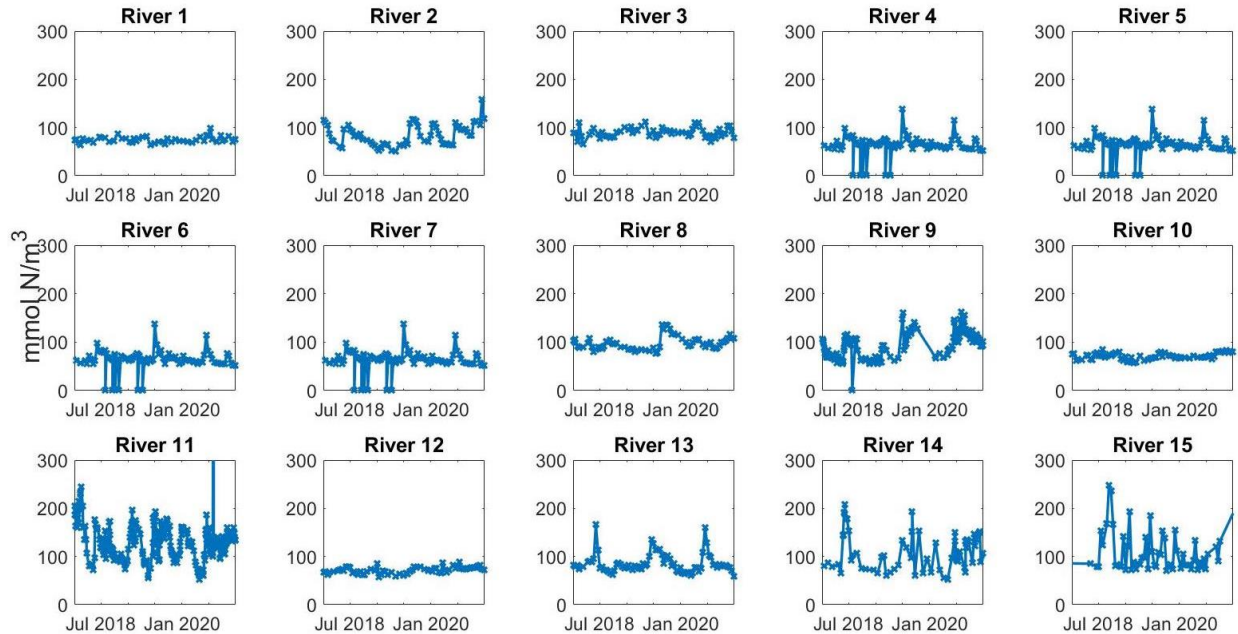 River 1 River 2 River 3 River 4 River 5
300 300 300 300 300
200 200 200 200 200
100 100 100 100 100
0 0 0 0 0
Jul 2018 Jan 2020 Jul 2018 Jan 2020 Jul 2018 Jan 2020 Jul 2018 Jan 2020 Jul 2018 Jan 2020
River 6 River 7 River 8 River 9 River 10
mmol N/m³
300 300 300 300 300
200 200 200 200 200
100 100 100 100 100
0 0 0 0 0
Jul 2018 Jan 2020 Jul 2018 Jan 2020 Jul 2018 Jan 2020 Jul 2018 Jan 2020 Jul 2018 Jan 2020
River 11 River 12 River 13 River 14 River 15
300 300 300 300 300
200 200 200 200 200
100 100 100 100 100
0 0 0 0 0
Jul 2018 Jan 2020 Jul 2018 Jan 2020 Jul 2018 Jan 2020 Jul 2018 Jan 2020 Jul 2018 Jan 2020